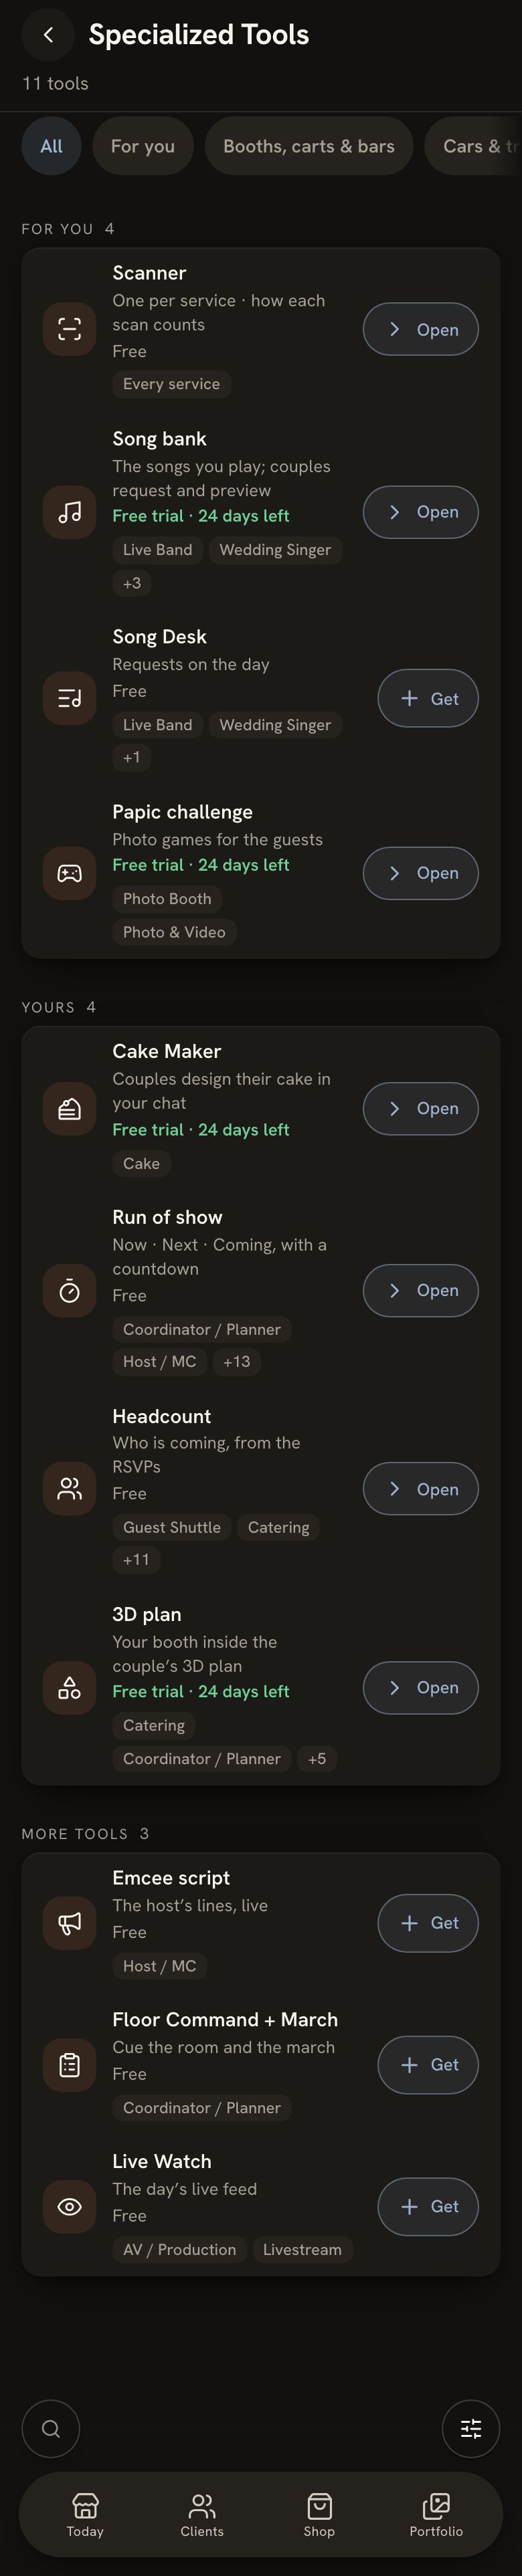 Specialized Tools
11 tools
All
For you
Booths, carts & bars
Cars & tr
FOR YOU 4
Scanner
One per service · how each
scan counts
Free
Every service
Open
Song bank
The songs you play; couples
request and preview
Free trial · 24 days left
Live Band
Wedding Singer
+3
Open
Song Desk
Requests on the day
Free
Live Band
Wedding Singer
+1
Get
Papic challenge
Photo games for the guests
Free trial · 24 days left
Photo Booth
Photo & Video
Open
YOURS 4
Cake Maker
Couples design their cake in
your chat
Free trial · 24 days left
Cake
Open
Run of show
Now · Next · Coming, with a
countdown
Free
Coordinator / Planner
Host / MC
+13
Open
Headcount
Who is coming, from the
RSVPs
Free
Guest Shuttle
Catering
+11
Open
3D plan
Your booth inside the
couple’s 3D plan
Free trial · 24 days left
Catering
Coordinator / Planner
+5
Open
MORE TOOLS 3
Emcee script
The host’s lines, live
Free
Host / MC
Get
Floor Command + March
Cue the room and the march
Free
Coordinator / Planner
Get
Live Watch
The day’s live feed
Free
AV / Production
Livestream
Get
Today
Clients
Shop
Portfolio